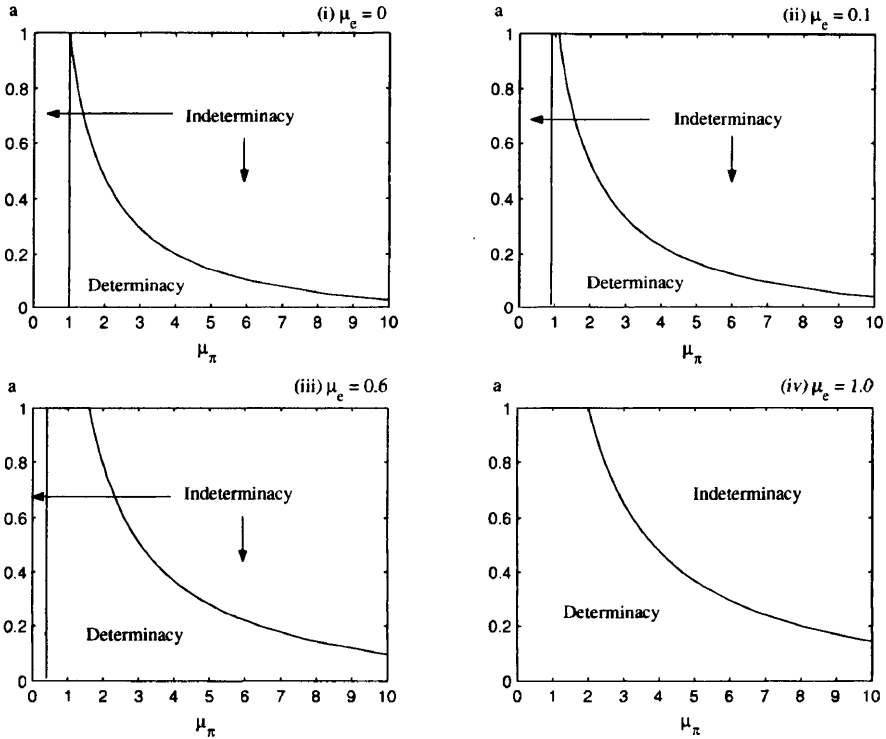 a (i) μe = 0
1
0.8
0.6
0.4
0.2
0
Indeterminacy
Determinacy
0 1 2 3 4 5 6 7 8 9 10
μπ
a (ii) μe = 0.1
1
0.8
0.6
0.4
0.2
0
Indeterminacy
Determinacy
0 1 2 3 4 5 6 7 8 9 10
μπ
a (iii) μe = 0.6
1
0.8
0.6
0.4
0.2
0
Indeterminacy
Determinacy
0 1 2 3 4 5 6 7 8 9 10
μπ
a (iv) μe = 1.0
1
0.8
0.6
0.4
0.2
0
Indeterminacy
Determinacy
0 1 2 3 4 5 6 7 8 9 10
μπ